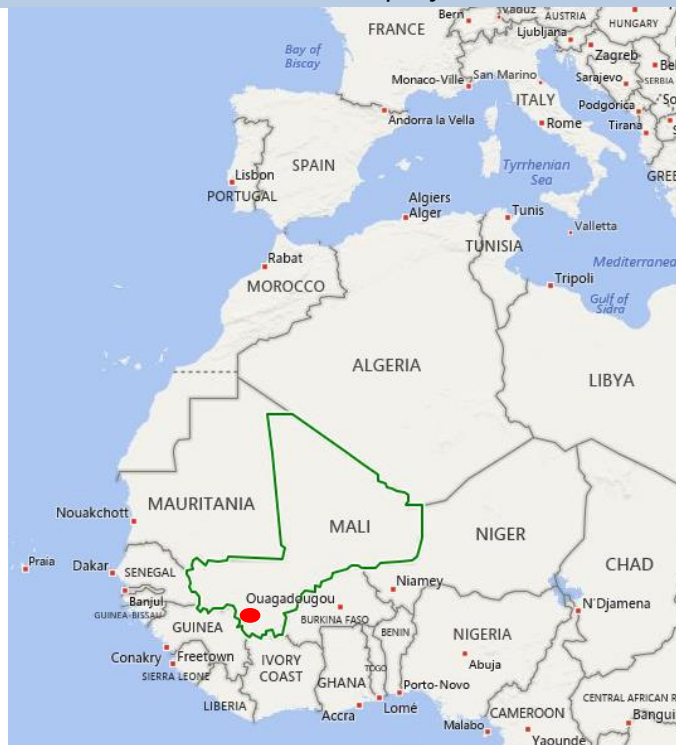 Bern
Vaduz
AUSTRIA
HUNGARY
FRANCE
Ljubljana
Zagreb
Bay of
Biscay
Monaco-Ville
San Marino
Sarajevo
SERBIA
ITALY
Podgorica
Andorra la Vella
Rome
Tirana
Lisbon
SPAIN
Tyrrhenian
Sea
PORTUGAL
Algiers
Alger
Tunis
Valletta
TUNISIA
Rabat
Mediterranea
MOROCCO
Tripoli
Gulf of
Sidra
ALGERIA
LIBYA
MAURITANIA
Nouakchott
MALI
NIGER
Praia
Dakar
SENEGAL
CHAD
Niamey
Banjul
Ouagadougou
N'Djamena
GUINEA-BISSAU
BURKINA FASO
GUINEA
BENIN
NIGERIA
Conakry
Freetown
IVORY
COAST
Abuja
SIERRA LEONE
GHANA
TOGO
Porto-Novo
LIBERIA
Accra
Lomé
CAMEROON
CENTRAL AFRICAN R
Malabo
Bangui
Yaoundé